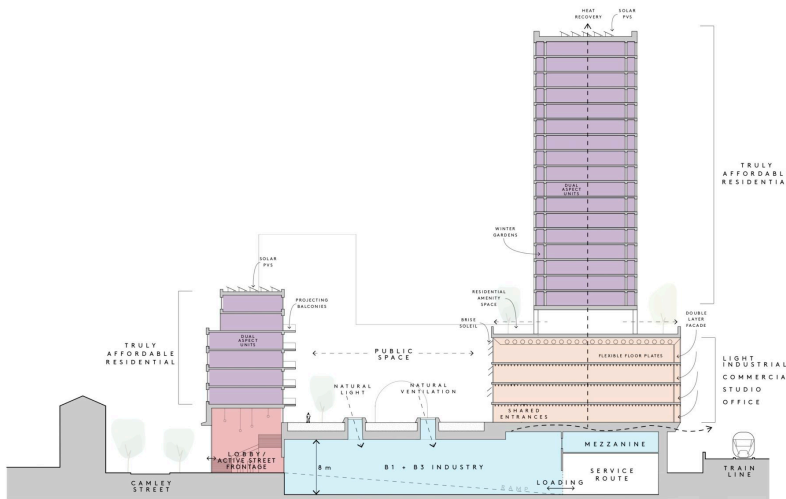 HEAT
RECOVERY
SOLAR
PVS
TRULY
AFFORDABLE
RESIDENTIA
DUAL
ASPECT
UNITS
WINTER
GARDENS
SOLAR
PVS
PROJECTING
BALCONIES
RESIDENTIAL
AMENITY
SPACE
BRISE
SOLEIL
DOUBLE
LAYER
FACADE
TRULY
AFFORDABLE
RESIDENTIAL
DUAL
ASPECT
UNITS
PUBLIC
SPACE
FLEXIBLE FLOOR PLATES
LIGHT
INDUSTRIAL
COMMERCIA
STUDIO
OFFICE
NATURAL
LIGHT
NATURAL
VENTILATION
SHARED
ENTRANCES
LOBBY/
ACTIVE STREET
FRONTAGE
8m
B1 + B3 INDUSTRY
MEZZANINE
RAMP
LOADING
SERVICE
ROUTE
CAMLEY
STREET
TRAIN
LINE